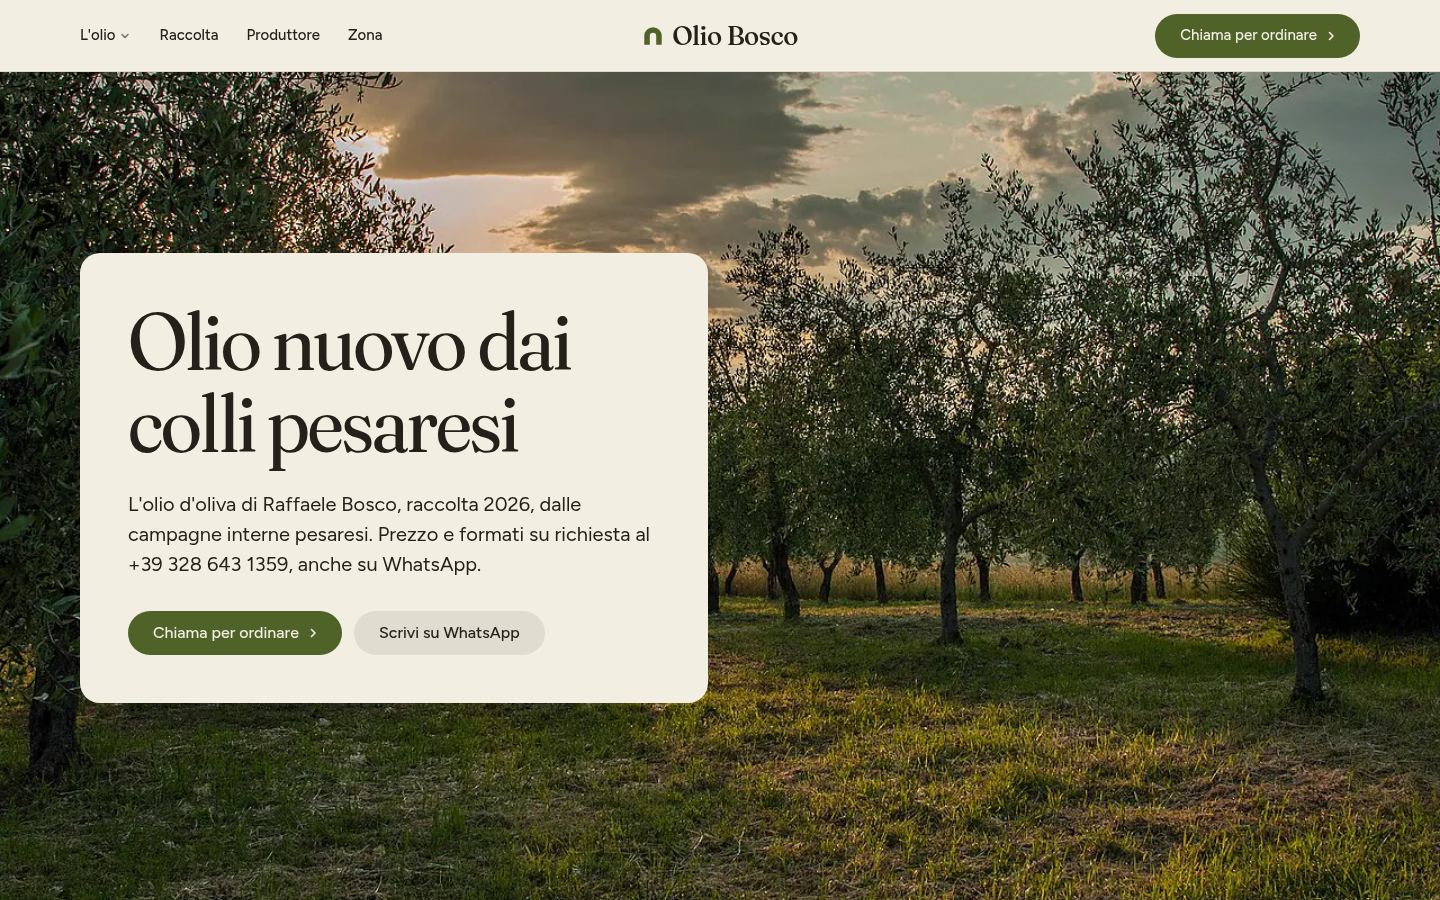 L'olio
Raccolta
Produttore
Zona
Olio Bosco
Chiama per ordinare
Olio nuovo dai
colli pesaresi
L'olio d'oliva di Raffaele Bosco, raccolta 2026, dalle
campagne interne pesaresi. Prezzo e formati su richiesta al
+39 328 643 1359, anche su WhatsApp.
Chiama per ordinare
Scrivi su WhatsApp